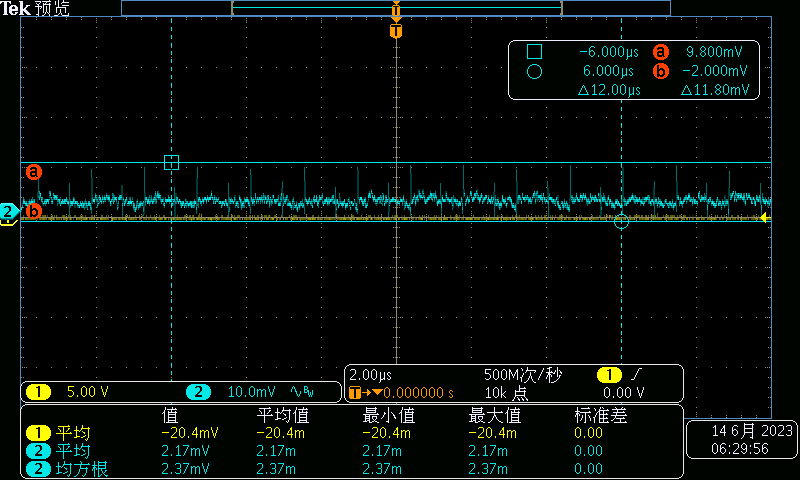 Tek 预览
T
T
-6.000μs a 9.800mV
6.000μs b -2.000mV
△12.00μs △11.80mV
a
2 b
1 5.00 V 2 10.0mV BW
2.00μs 500M次/秒 1 0.00 V
T 0.000000 s 10k 点
值 平均值 最小值 最大值 标准差
1 平均 -20.4mV -20.4m -20.4m -20.4m 0.00
2 平均 2.17mV 2.17m 2.17m 2.17m 0.00
2 均方根 2.37mV 2.37m 2.37m 2.37m 0.00
14 6月 2023
06:29:56